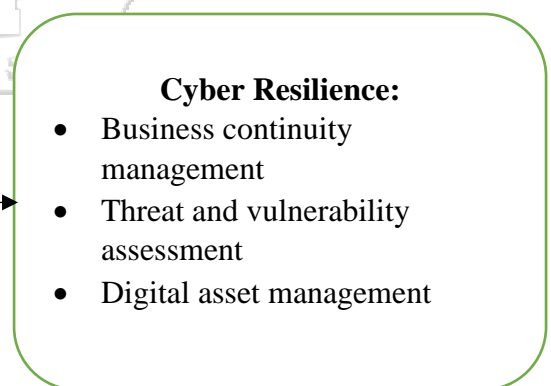 Cyber Resilience:
• Business continuity
management
• Threat and vulnerability
assessment
• Digital asset management